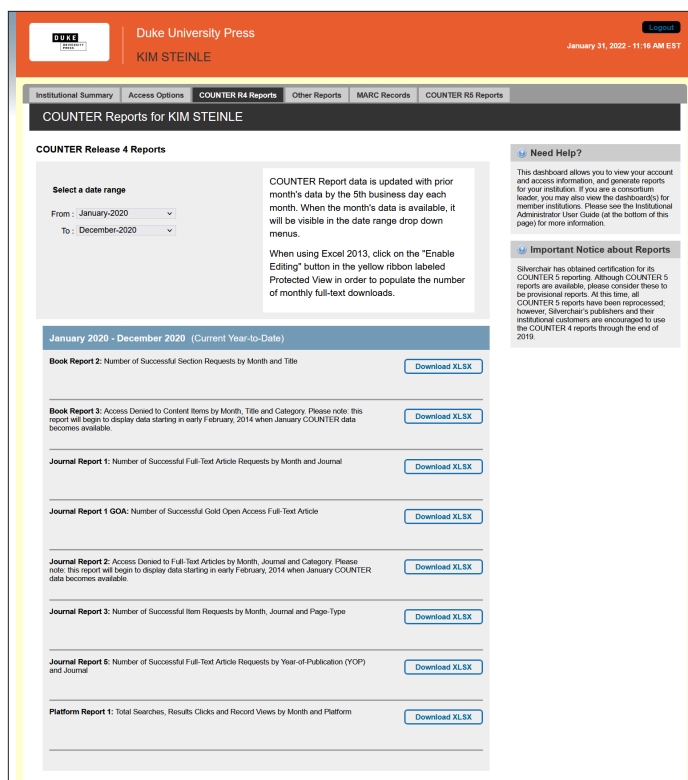 DUKE
UNIVERSITY
PRESS
Duke University Press
KIM STEINLE
Logout
January 31, 2022 - 11:16 AM EST
Institutional Summary
Access Options
COUNTER R4 Reports
Other Reports
MARC Records
COUNTER R5 Reports
COUNTER Reports for KIM STEINLE
COUNTER Release 4 Reports
Select a date range
From : January-2020
To : December-2020
COUNTER Report data is updated with prior
month's data by the 5th business day each
month. When the month's data is available, it
will be visible in the date range drop down
menus.
When using Excel 2013, click on the "Enable
Editing" button in the yellow ribbon labeled
Protected View in order to populate the number
of monthly full-text downloads.
Need Help?
This dashboard allows you to view your account
and access information, and generate reports
for your institution. If you are a consortium
leader, you may also view the dashboard(s) for
member institutions. Please see the Institutional
Administrator User Guide (at the bottom of this
page) for more information.
Important Notice about Reports
Silverchair has obtained certification for its
COUNTER 5 reporting. Although COUNTER 5
reports are available, please consider these to
be provisional reports. At this time, all
COUNTER 5 reports have been reprocessed;
however, Silverchair's publishers and their
institutional customers are encouraged to use
the COUNTER 4 reports through the end of
2019.
January 2020 - December 2020 (Current Year-to-Date)
Book Report 2: Number of Successful Section Requests by Month and Title
Download XLSX
Book Report 3: Access Denied to Content Items by Month, Title and Category. Please note: this
report will begin to display data starting in early February, 2014 when January COUNTER data
becomes available.
Download XLSX
Journal Report 1: Number of Successful Full-Text Article Requests by Month and Journal
Download XLSX
Journal Report 1 GOA: Number of Successful Gold Open Access Full-Text Article
Download XLSX
Journal Report 2: Access Denied to Full-Text Articles by Month, Journal and Category. Please
note: this report will begin to display data starting in early February, 2014 when January COUNTER
data becomes available.
Download XLSX
Journal Report 3: Number of Successful Item Requests by Month, Journal and Page-Type
Download XLSX
Journal Report 5: Number of Successful Full-Text Article Requests by Year-of-Publication (YOP)
and Journal
Download XLSX
Platform Report 1: Total Searches, Results Clicks and Record Views by Month and Platform
Download XLSX